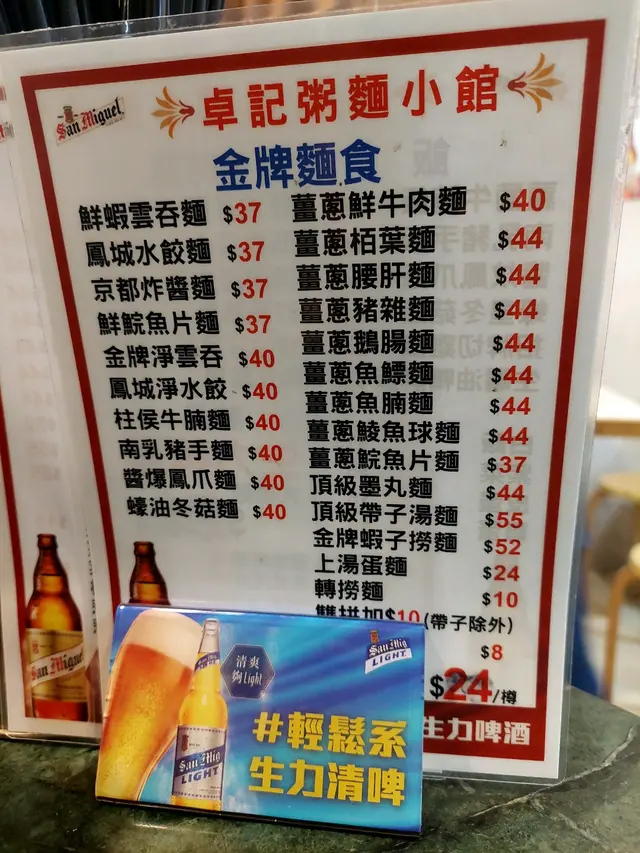 San Miguel
卓記粥麵小館
金牌麵食
鮮蝦雲吞麵 $37
鳳城水餃麵 $37
京都炸醬麵 $37
鮮鯇魚片麵 $37
金牌淨雲吞 $40
鳳城淨水餃 $40
柱侯牛腩麵 $40
南乳豬手麵 $40
醬爆鳳爪麵 $40
蠔油冬菇麵 $40
薑蔥鮮牛肉麵 $40
薑蔥栢葉麵 $44
薑蔥腰肝麵 $44
薑蔥豬雜麵 $44
薑蔥鵝腸麵 $44
薑蔥魚鰾麵 $44
薑蔥魚腩麵 $44
薑蔥鯪魚球麵 $44
薑蔥鯇魚片麵 $37
頂級墨丸麵 $44
頂級帶子湯麵 $55
金牌蝦子撈麵 $52
上湯蛋麵 $24
轉撈麵 $10
雙拼加$10(帶子除外)
$8
$24/樽
生力啤酒
San Miguel
清爽
夠Light
San Mig
LIGHT
San Mig
LIGHT
#輕鬆系
生力清啤